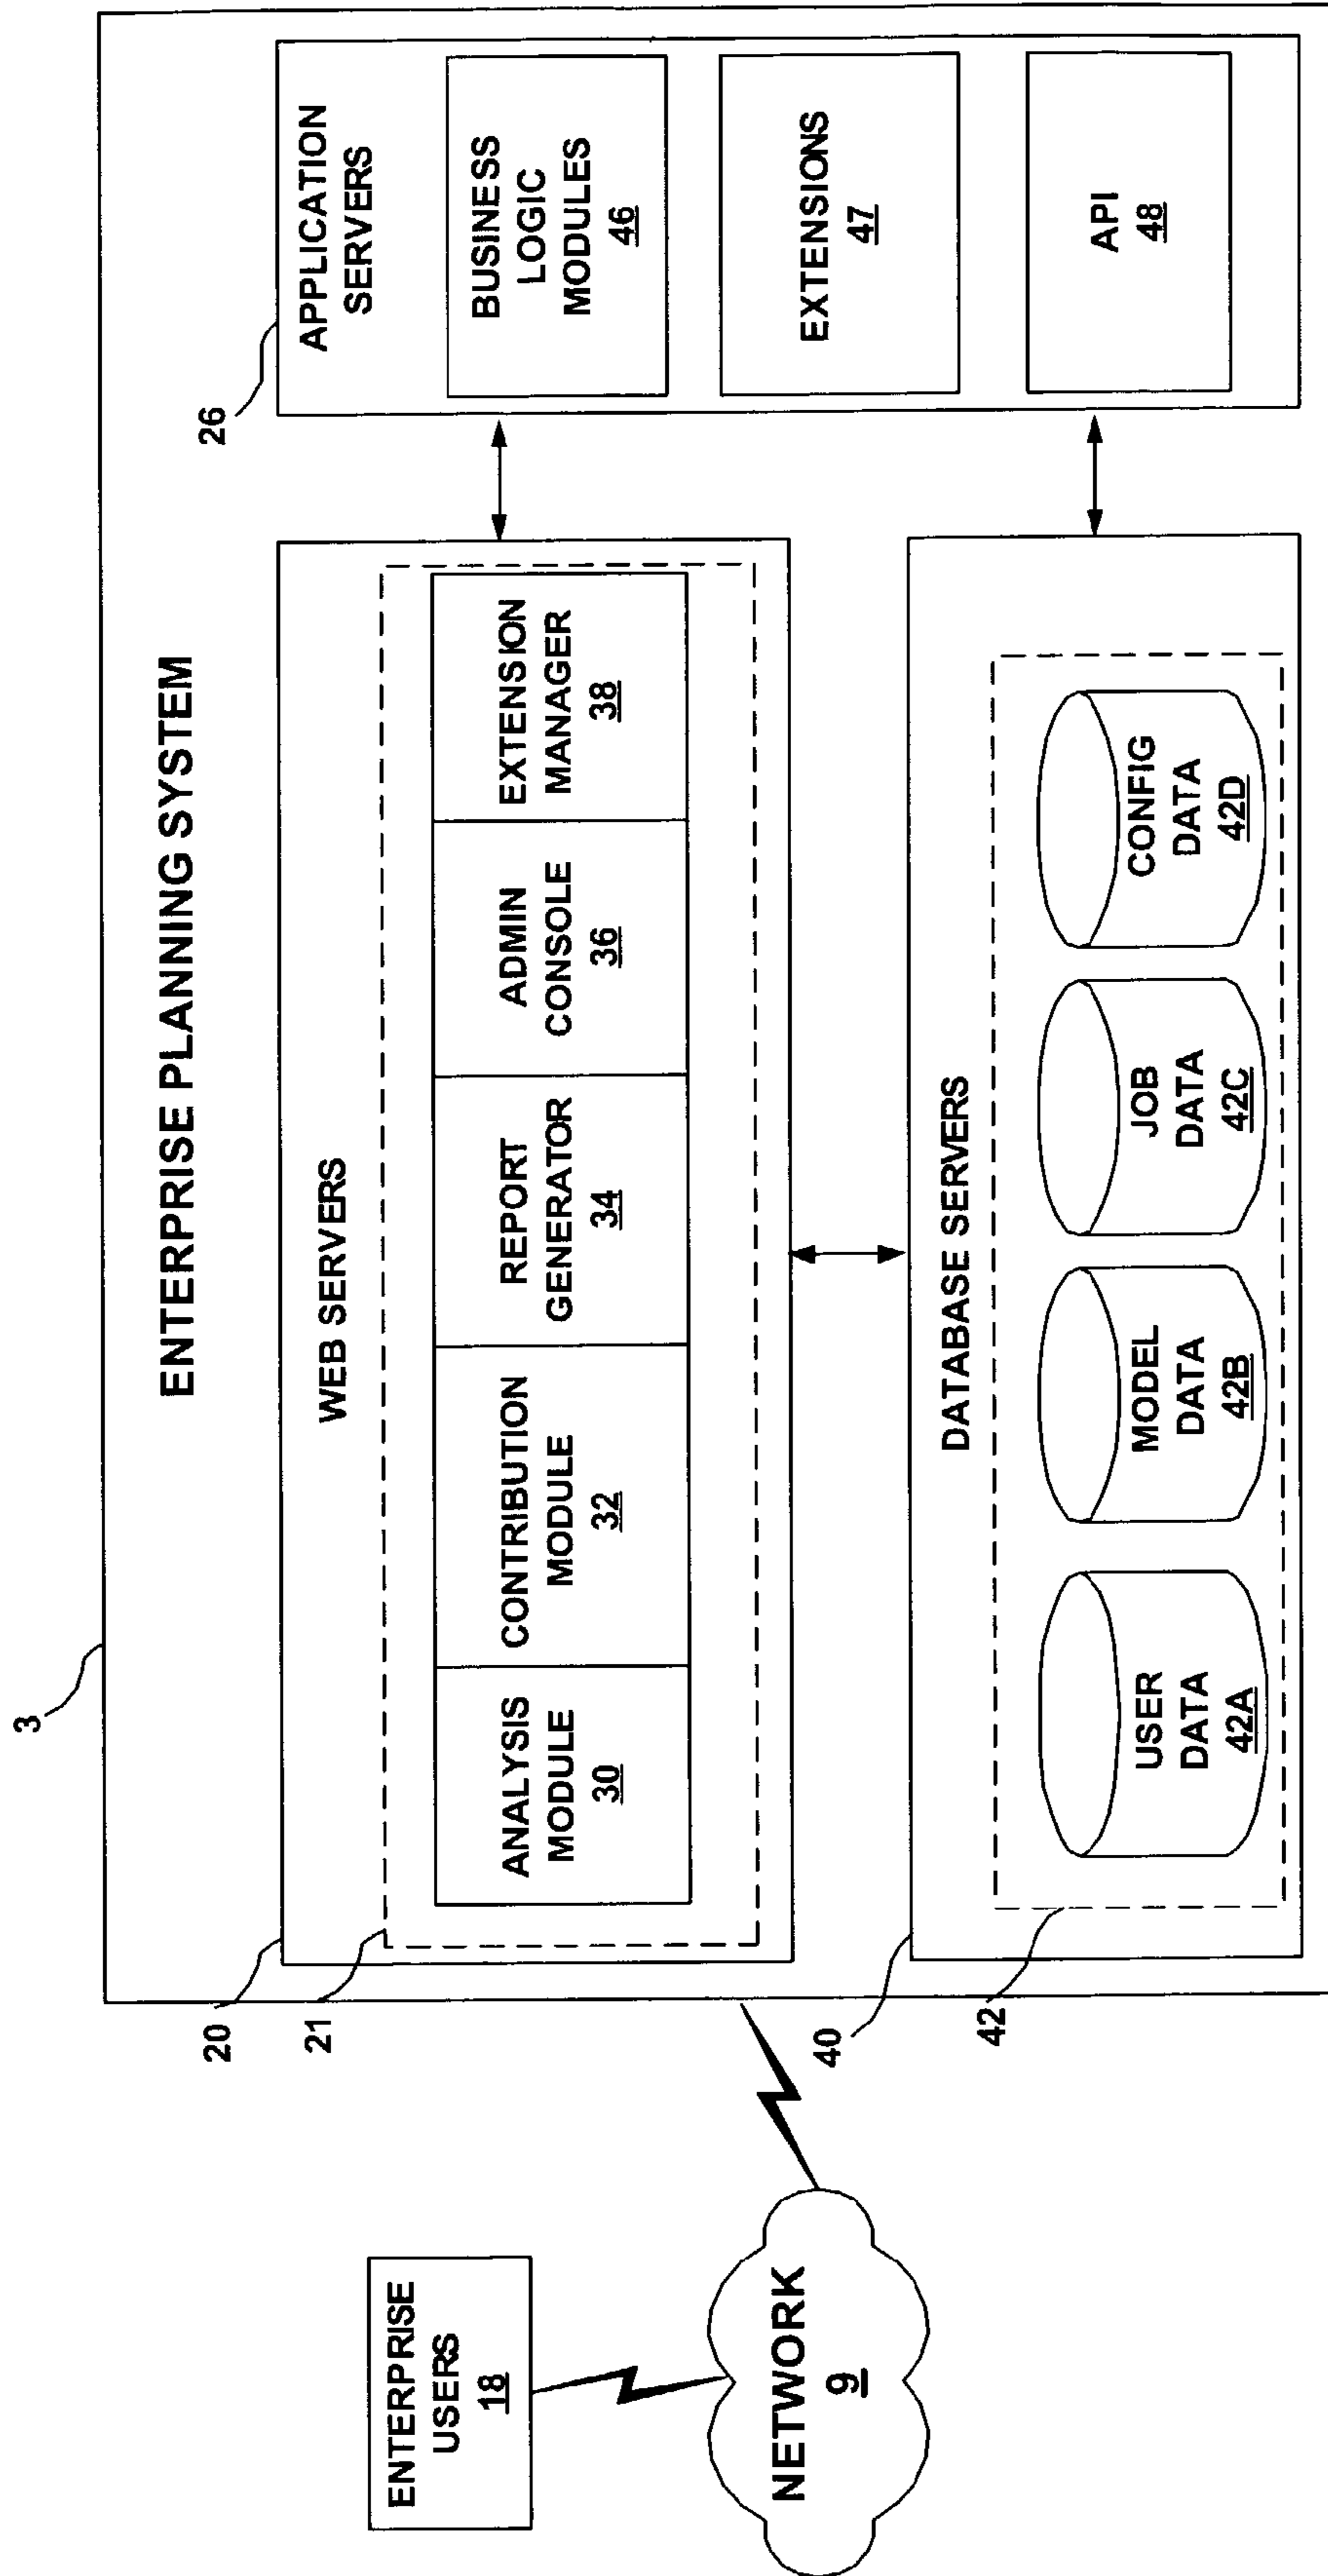 3
ENTERPRISE PLANNING SYSTEM
20
21
WEB SERVERS
ANALYSIS
MODULE
30
CONTRIBUTION
MODULE
32
REPORT
GENERATOR
34
ADMIN
CONSOLE
36
EXTENSION
MANAGER
38
26
APPLICATION
SERVERS
BUSINESS
LOGIC
MODULES
46
EXTENSIONS
47
API
48
ENTERPRISE
USERS
18
NETWORK
9
40
42
DATABASE SERVERS
USER
DATA
42A
MODEL
DATA
42B
JOB
DATA
42C
CONFIG
DATA
42D